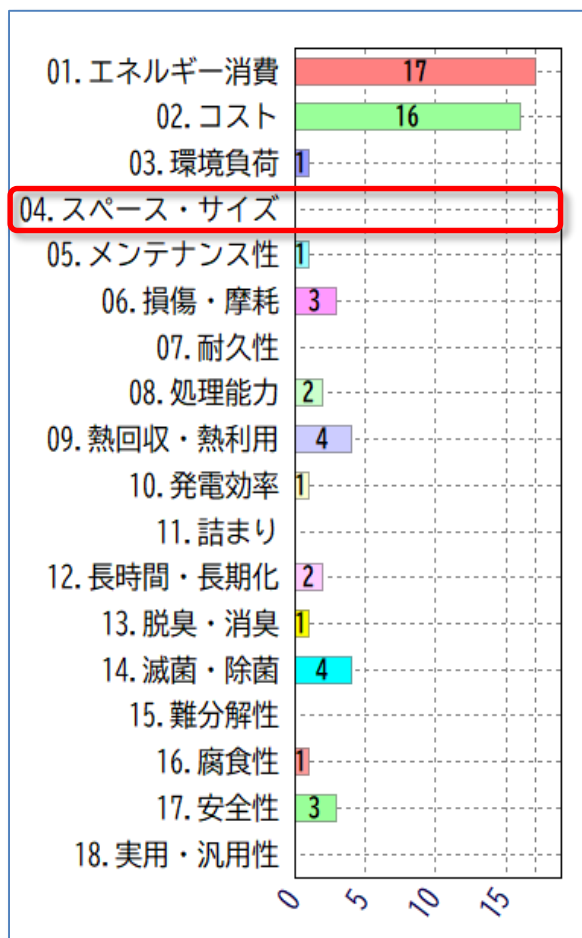 01.エネルギー消費 17
02.コスト 16
03.環境負荷 1
04.スペース・サイズ
05.メンテナンス性 1
06.損傷・摩耗 3
07.耐久性
08.処理能力 2
09.熱回収・熱利用 4
10.発電効率 1
11.詰まり
12.長時間・長期化 2
13.脱臭・消臭 1
14.滅菌・除菌 4
15.難分解性
16.腐食性 1
17.安全性 3
18.実用・汎用性
0 5 10 15